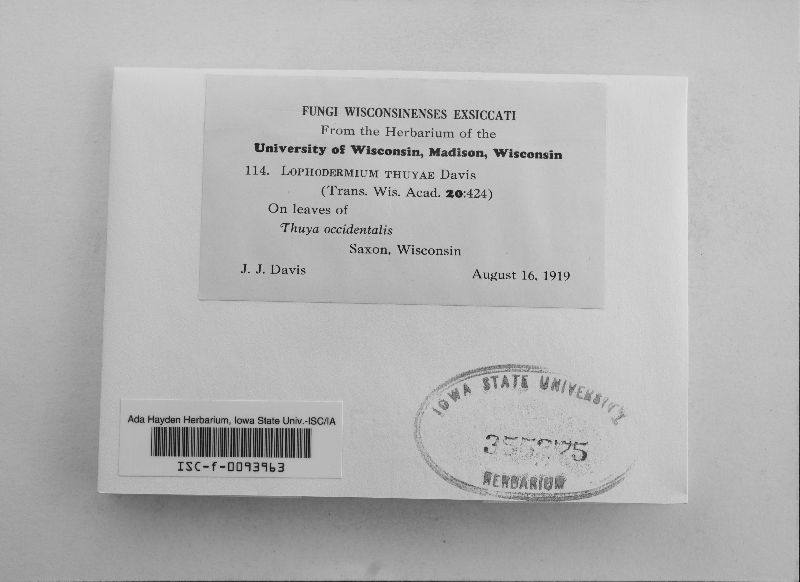 FUNGI WISCONSINENSES EXSICCATI
From the Herbarium of the
University of Wisconsin, Madison, Wisconsin
114. LOPHODERMIUM THUYAE Davis
(Trans. Wis. Acad. 20:424)
On leaves of
Thuya occidentalis
Saxon, Wisconsin
J. J. Davis August 16, 1919
Ada Hayden Herbarium, Iowa State Univ.-ISC/IA
ISC-f-0093963
IOWA STATE UNIVERSITY
HERBARIUM